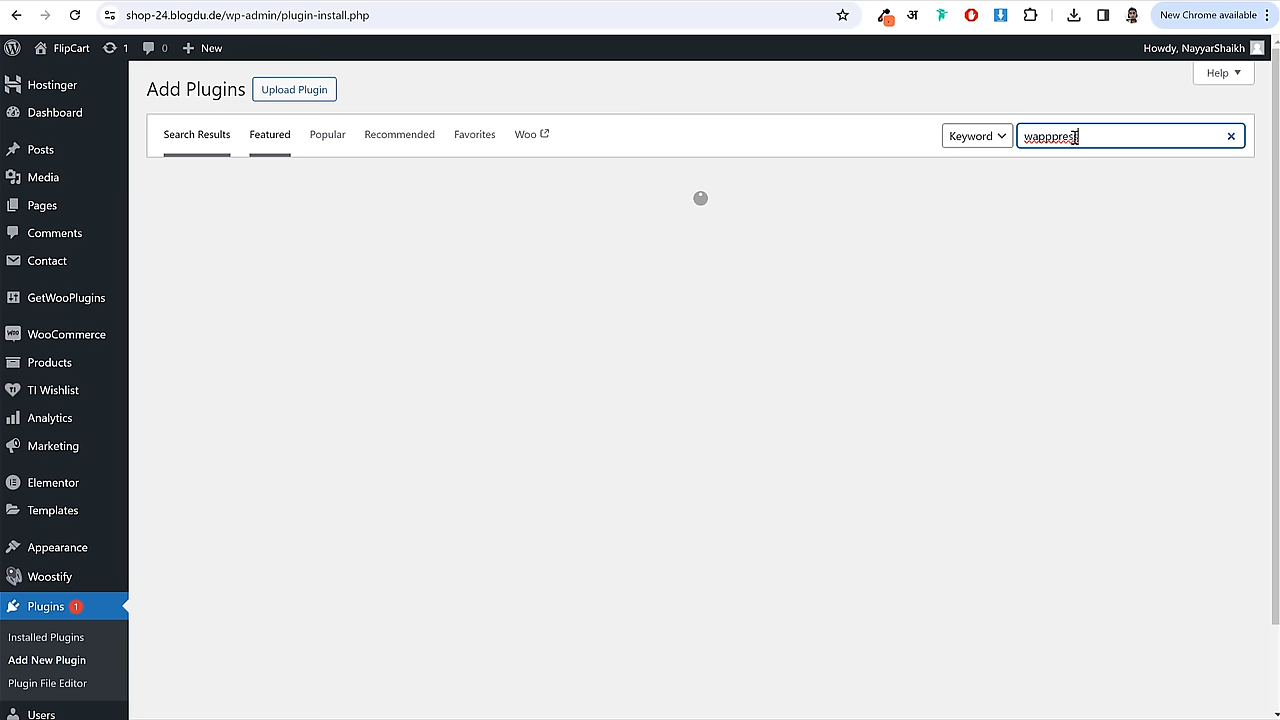 shop-24.blogdu.de/wp-admin/plugin-install.php
अ
New Chrome available
FlipCart
1
0
New
Howdy, NayyarShaikh
Hostinger
Dashboard
Posts
Media
Pages
Comments
Contact
GetWooPlugins
WooCommerce
Products
TI Wishlist
Analytics
Marketing
Elementor
Templates
Appearance
Woostify
Plugins 1
Installed Plugins
Add New Plugin
Plugin File Editor
Users
Help
Add Plugins
Upload Plugin
Search Results
Featured
Popular
Recommended
Favorites
Woo
Keyword